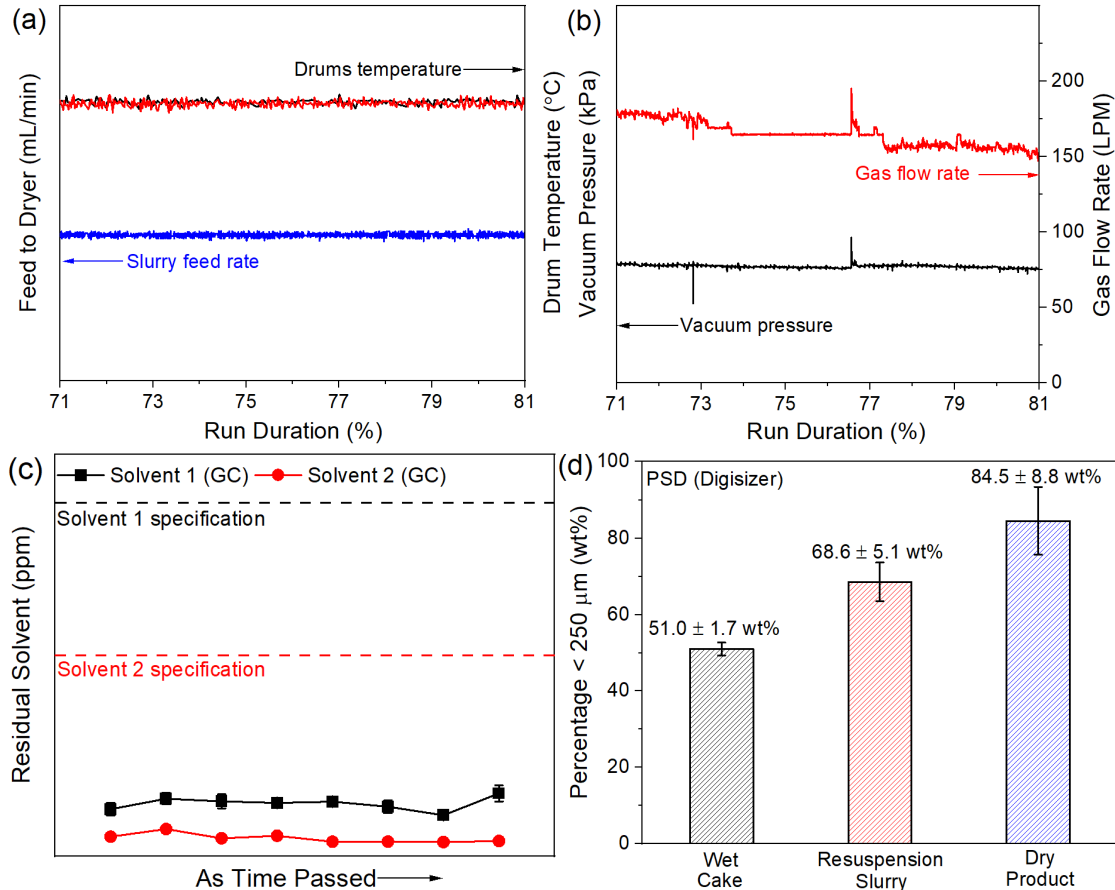 (a)
Feed to Dryer (mL/min)
Drums temperature
Slurry feed rate
Drum Temperature (°C)
71 73 75 77 79 81
Run Duration (%)
(b)
Vacuum Pressure (kPa)
Gas flow rate
Vacuum pressure
200
150
100
50
0
Gas Flow Rate (LPM)
71 73 75 77 79 81
Run Duration (%)
(c)
Solvent 1 (GC) Solvent 2 (GC)
Solvent 1 specification
Solvent 2 specification
Residual Solvent (ppm)
As Time Passed
(d)
PSD (Digisizer)
Percentage < 250 μm (wt%)
100
80
60
40
20
0
51.0 ± 1.7 wt%
68.6 ± 5.1 wt%
84.5 ± 8.8 wt%
Wet
Cake
Resuspension
Slurry
Dry
Product